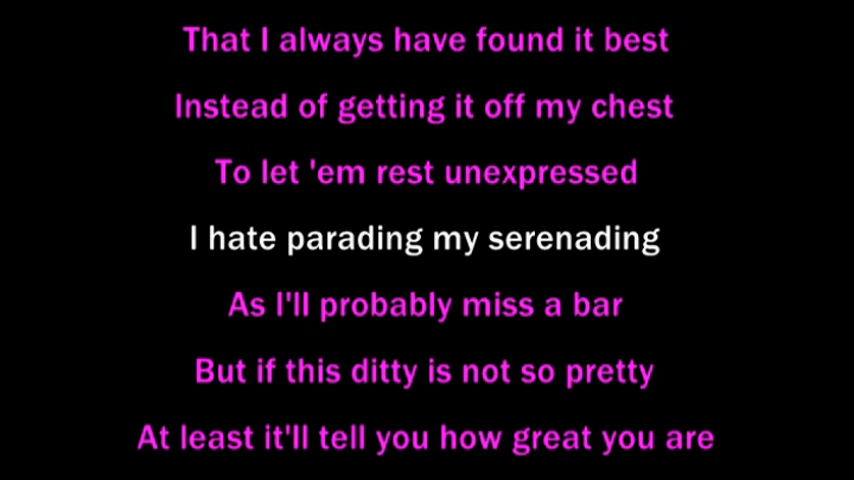 That I always have found it best
Instead of getting it off my chest
To let 'em rest unexpressed
I hate parading my serenading
As I'll probably miss a bar
But if this ditty is not so pretty
At least it'll tell you how great you are